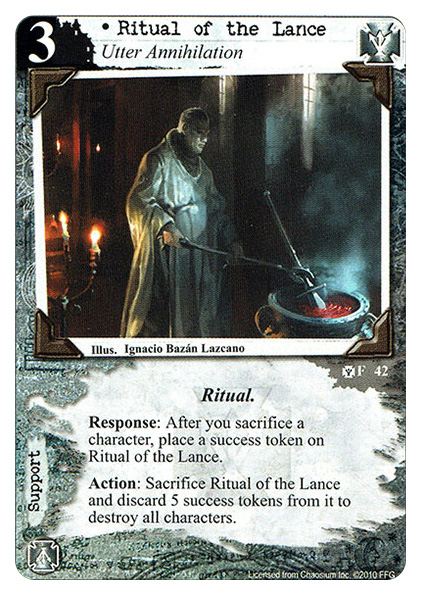 3
• Ritual of the Lance
Utter Annihilation
Illus. Ignacio Bazán Lazcano
F 42
Ritual.
Response: After you sacrifice a
character, place a success token on
Ritual of the Lance.
Action: Sacrifice Ritual of the Lance
and discard 5 success tokens from it to
destroy all characters.
Support
Licensed from Chaosium Inc. ©2010 FFG